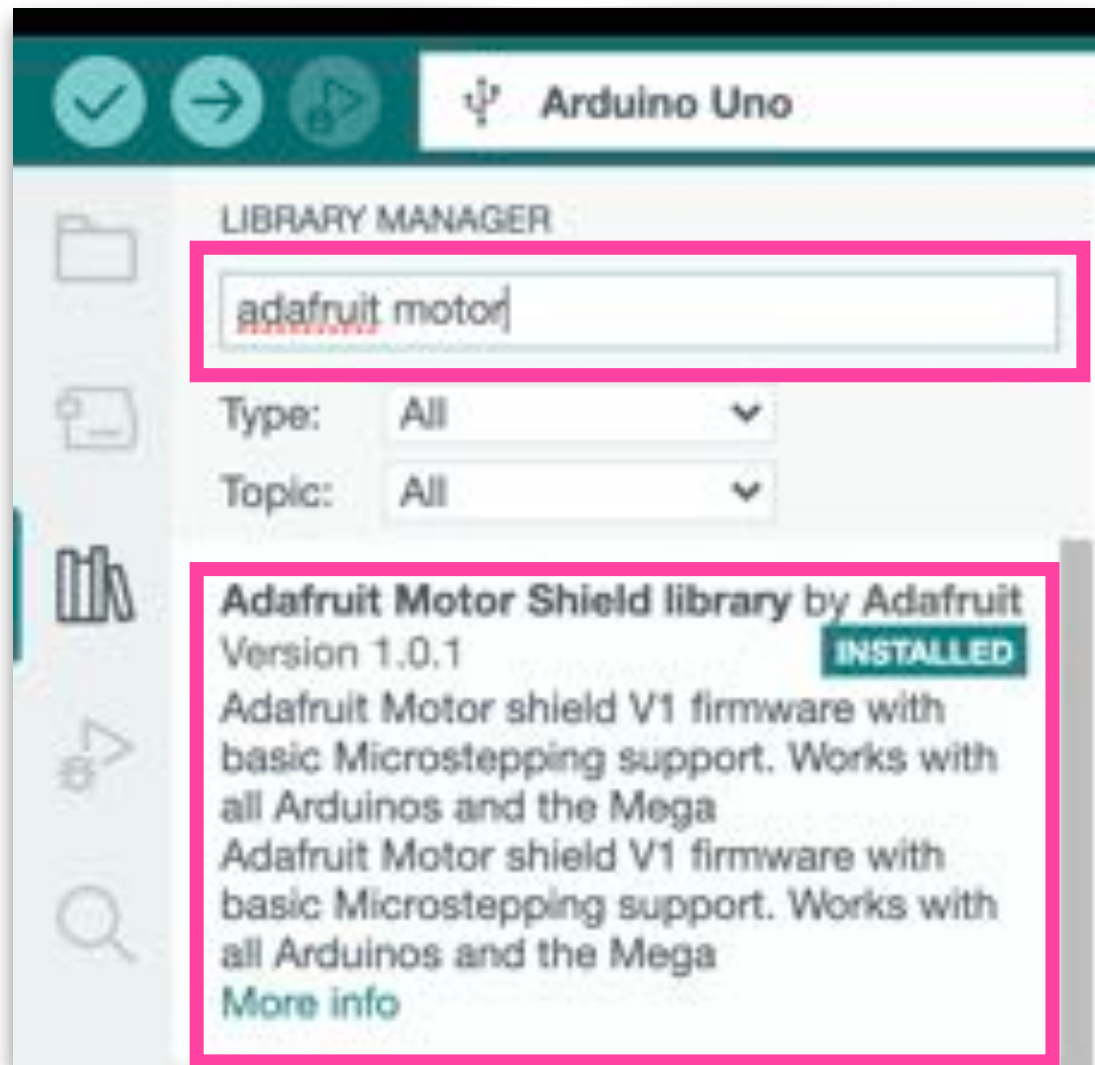 Arduino Uno
LIBRARY MANAGER
adafruit motor
Type: All
Topic: All
Adafruit Motor Shield library by Adafruit
Version 1.0.1 INSTALLED
Adafruit Motor shield V1 firmware with
basic Microstepping support. Works with
all Arduinos and the Mega
Adafruit Motor shield V1 firmware with
basic Microstepping support. Works with
all Arduinos and the Mega
More info